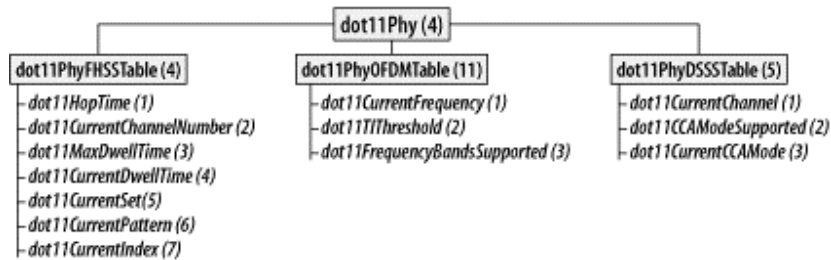 dot11Phy (4)
dot11PhyFHSSTable (4)
dot11HopTime (1)
dot11CurrentChannelNumber (2)
dot11MaxDwellTime (3)
dot11CurrentDwellTime (4)
dot11CurrentSet(5)
dot11CurrentPattern (6)
dot11CurrentIndex (7)
dot11PhyOFDMTable (11)
dot11CurrentFrequency (1)
dot11TIThreshold (2)
dot11FrequencyBandsSupported (3)
dot11PhyDSSSTable (5)
dot11CurrentChannel (1)
dot11CCAModeSupported (2)
dot11CurrentCCAMode (3)